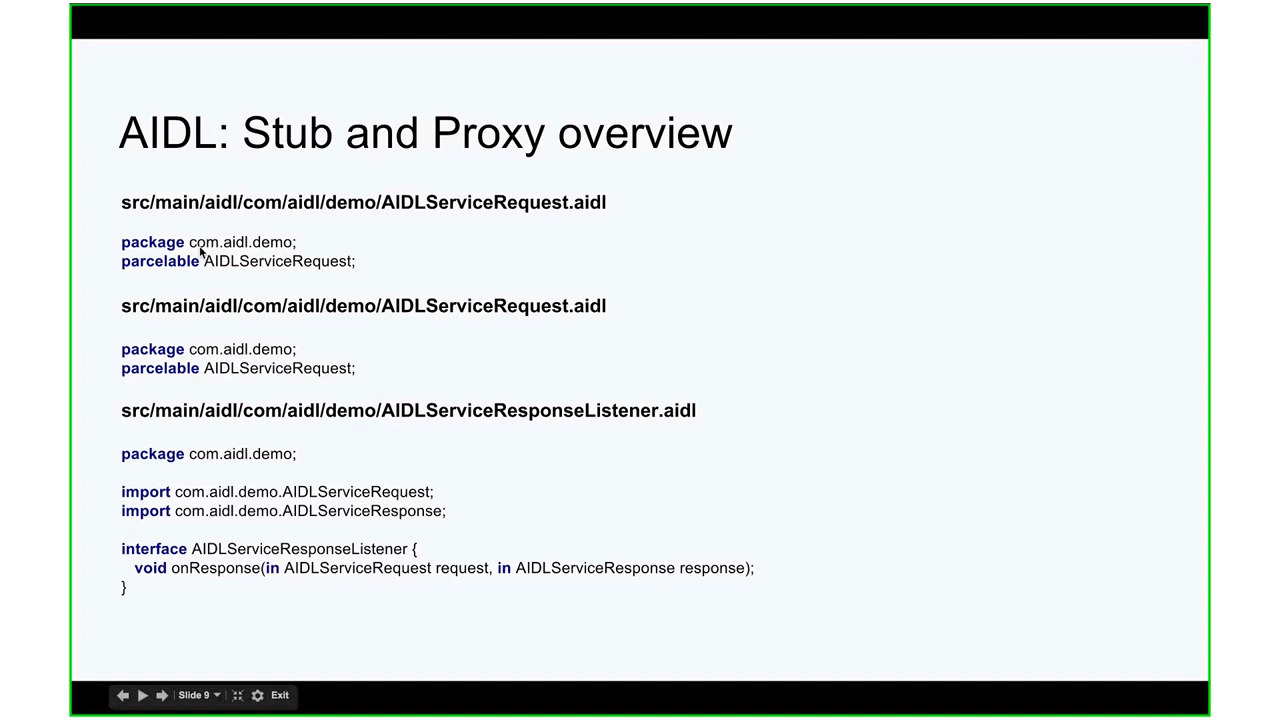 AIDL: Stub and Proxy overview
src/main/aidl/com/aidl/demo/AIDLServiceRequest.aidl
package com.aidl.demo;
parcelable AIDLServiceRequest;
src/main/aidl/com/aidl/demo/AIDLServiceRequest.aidl
package com.aidl.demo;
parcelable AIDLServiceRequest;
src/main/aidl/com/aidl/demo/AIDLServiceResponseListener.aidl
package com.aidl.demo;
import com.aidl.demo.AIDLServiceRequest;
import com.aidl.demo.AIDLServiceResponse;
interface AIDLServiceResponseListener {
void onResponse(in AIDLServiceRequest request, in AIDLServiceResponse response);
}
Slide 9 Exit